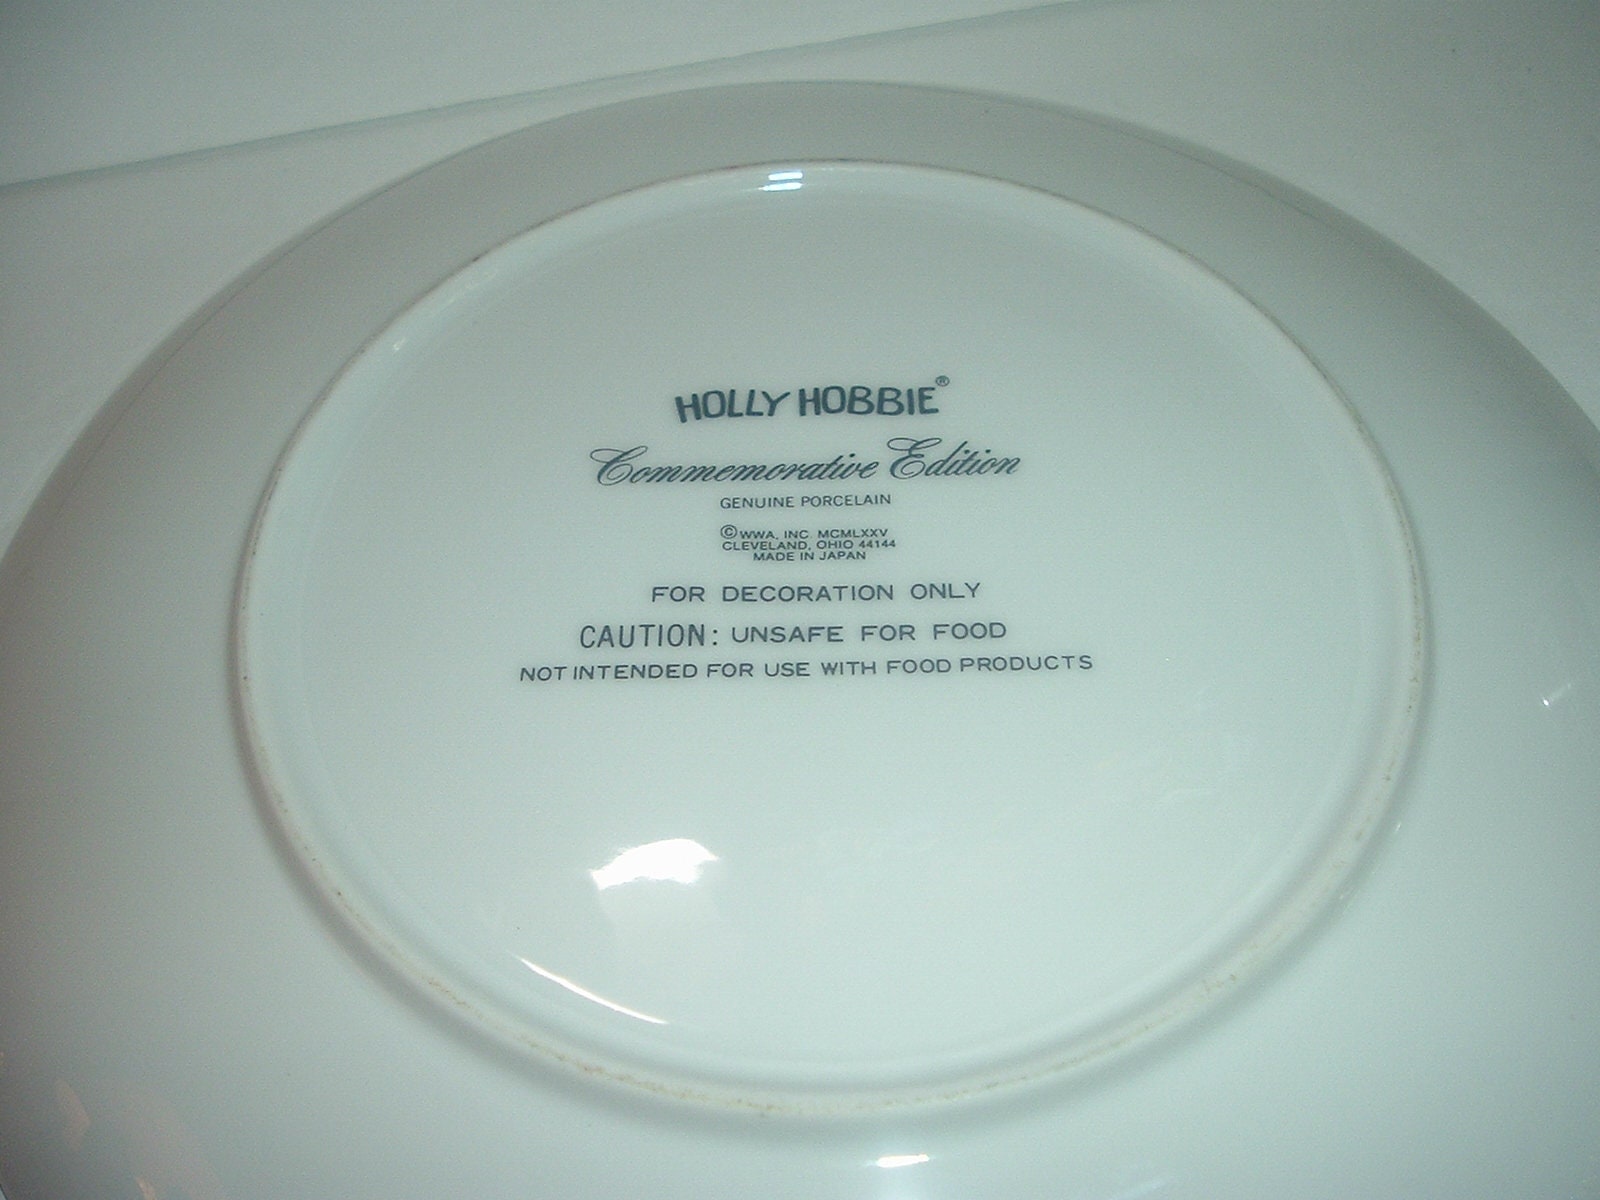 HOLLY HOBBIE®
Commemorative Edition
GENUINE PORCELAIN
© WWA, INC. MCMLXXV
CLEVELAND, OHIO 44144
MADE IN JAPAN
FOR DECORATION ONLY
CAUTION: UNSAFE FOR FOOD
NOT INTENDED FOR USE WITH FOOD PRODUCTS